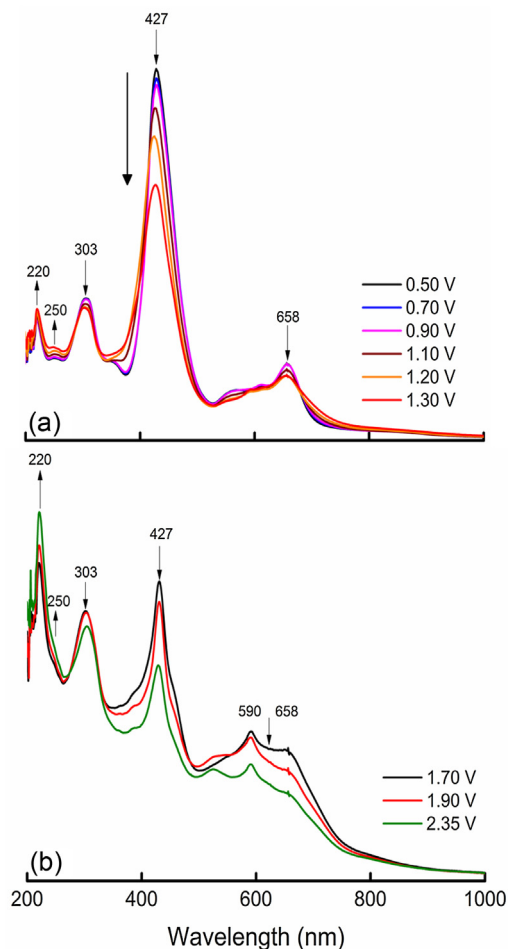 427
220
250
303
658
0.50 V
0.70 V
0.90 V
1.10 V
1.20 V
1.30 V
(a)
220
250
303
427
590 658
1.70 V
1.90 V
2.35 V
(b)
200 400 600 800 1000
Wavelength (nm)